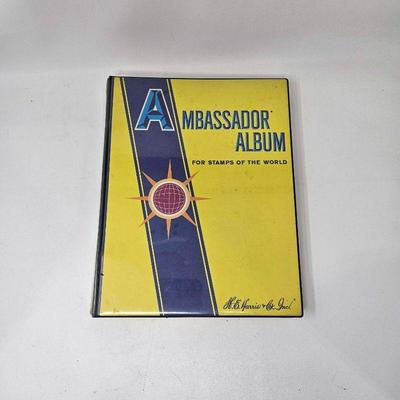 AMBASSADOR
ALBUM
FOR STAMPS OF THE WORLD
H.E. Harris & Co. Inc.